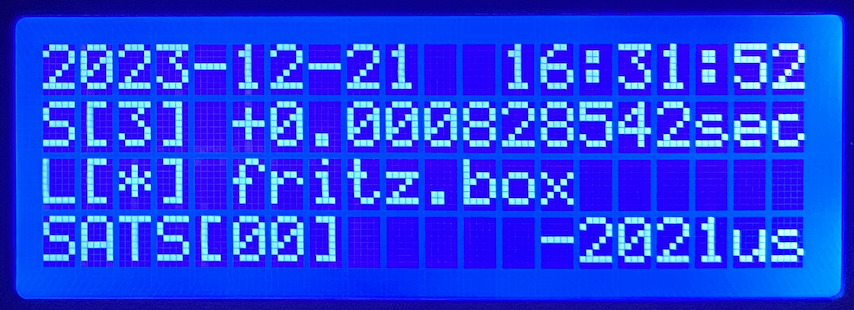 2023-12-21  16:31:52
S[3] +0.000828542sec
L[*] fritz.box
SATS[00]     -2021us